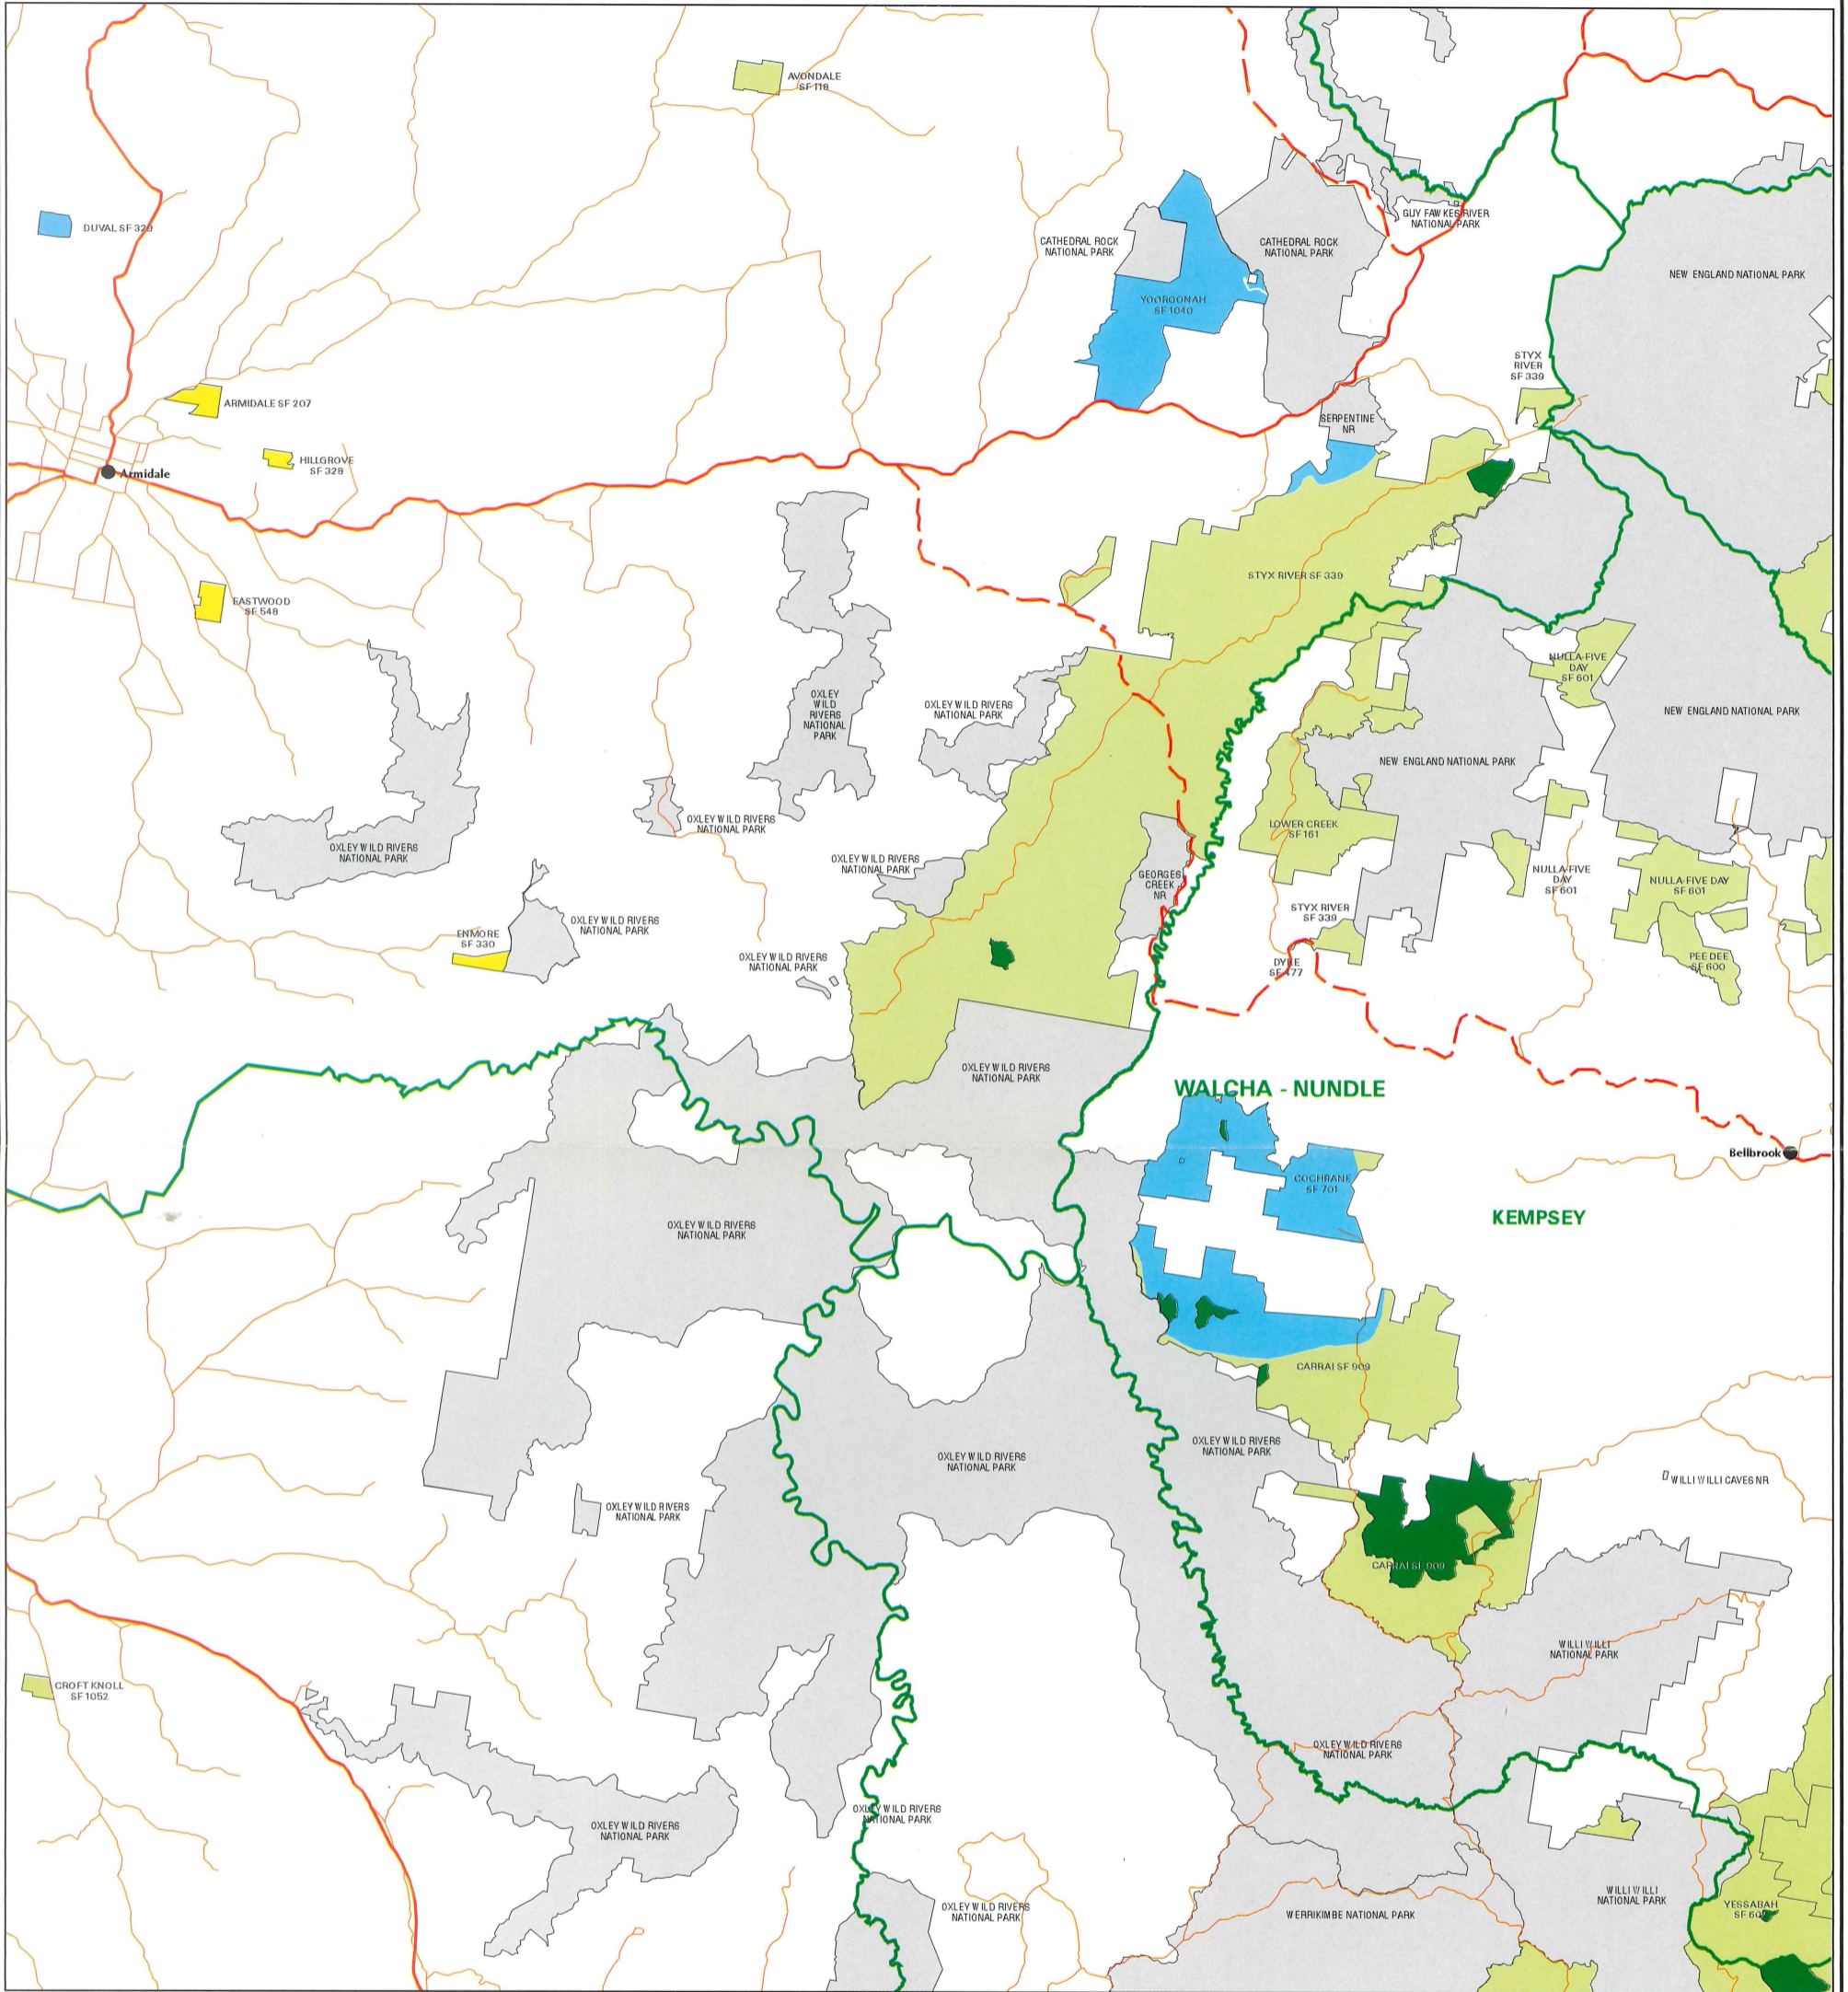 AVONDALE
SF 118
DUVAL SF 329
GUY FAWKES RIVER
NATIONAL PARK
CATHEDRAL ROCK
NATIONAL PARK
CATHEDRAL ROCK
NATIONAL PARK
NEW ENGLAND NATIONAL PARK
YOOROONAH
SF 1040
STYX
RIVER
SF 339
ARMIDALE SF 207
SERPENTINE
NR
HILLGROVE
SF 328
Armidale
STYX RIVER SF 339
EASTWOOD
SF 548
NULLA-FIVE
DAY
SF 601
OXLEY
WILD
RIVERS
NATIONAL
PARK
OXLEY WILD RIVERS
NATIONAL PARK
NEW ENGLAND NATIONAL PARK
NEW ENGLAND NATIONAL PARK
OXLEY WILD RIVERS
NATIONAL PARK
LOWER CREEK
SF 161
OXLEY WILD RIVERS
NATIONAL PARK
OXLEY WILD RIVERS
NATIONAL PARK
GEORGES
CREEK
NR
NULLA-FIVE
DAY
SF 601
NULLA-FIVE DAY
SF 601
STYX RIVER
SF 339
ENMORE
SF 330
OXLEY WILD RIVERS
NATIONAL PARK
OXLEY WILD RIVERS
NATIONAL PARK
DYKE
SF 477
PEE DEE
SF 600
OXLEY WILD RIVERS
NATIONAL PARK
WALCHA - NUNDLE
Bellbrook
COCHRANE
SF 701
KEMPSEY
OXLEY WILD RIVERS
NATIONAL PARK
CARRAI SF 909
OXLEY WILD RIVERS
NATIONAL PARK
OXLEY WILD RIVERS
NATIONAL PARK
WILLI WILLI CAVES NR
OXLEY WILD RIVERS
NATIONAL PARK
CARRAI SF 909
WILLI WILLI
NATIONAL PARK
CROFT KNOLL
SF 1052
OXLEY WILD RIVERS
NATIONAL PARK
OXLEY WILD RIVERS
NATIONAL PARK
OXLEY WILD RIVERS
NATIONAL PARK
WILLI WILLI
NATIONAL PARK
OXLEY WILD RIVERS
NATIONAL PARK
WERRIKIMBE NATIONAL PARK
YESSABAH